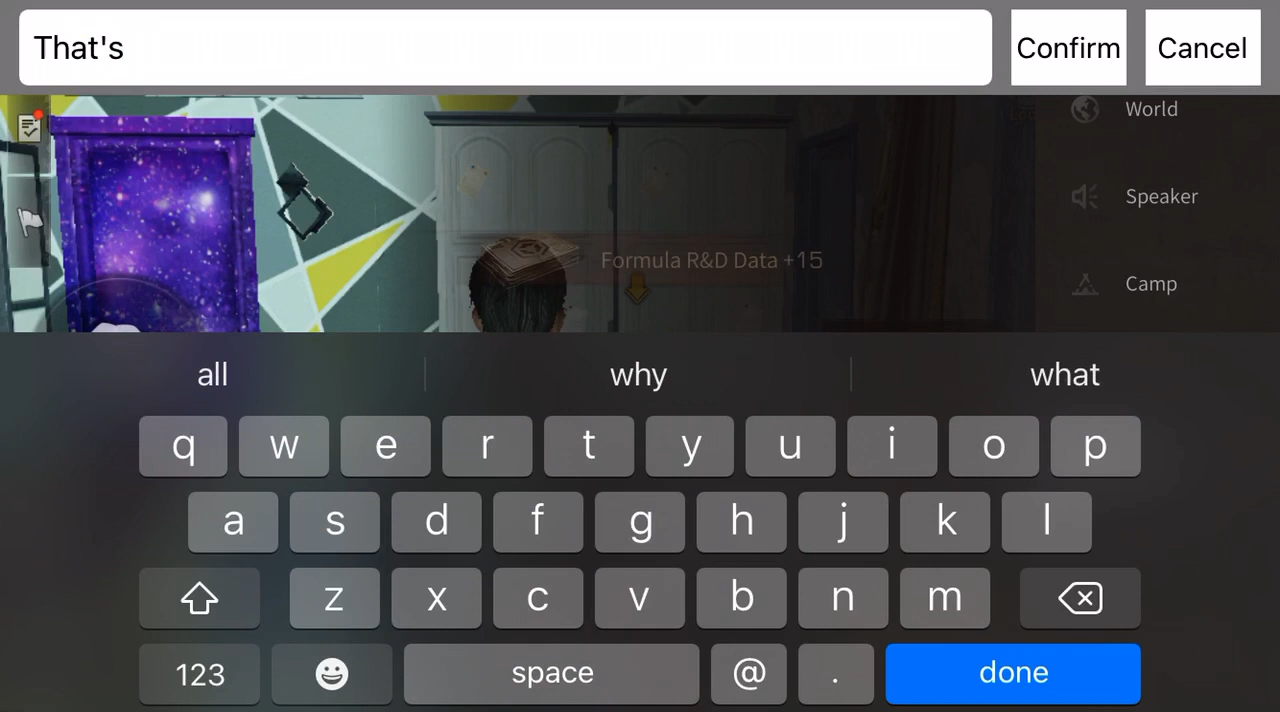 That's
Confirm
Cancel
World
Speaker
Formula R&D Data +15
Camp
all
why
what
q w e r t y u i o p
a s d f g h j k l
z x c v b n m
123
space
@
.
done